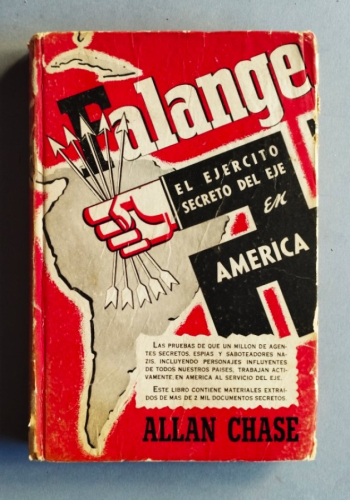 Falange
EL EJERCITO
SECRETO DEL EJE
EN
AMERICA
LAS PRUEBAS DE QUE UN MILLON DE AGEN-
TES SECRETOS, ESPIAS Y SABOTEADORES NA-
ZIS, INCLUYENDO PERSONAJES INFLUYENTES
DE TODOS NUESTROS PAISES, TRABAJAN ACTI-
VAMENTE EN AMERICA AL SERVICIO DEL EJE.
ESTE LIBRO CONTIENE MATERIALES EXTRAI-
DOS DE MAS DE 2 MIL DOCUMENTOS SECRETOS.
ALLAN CHASE